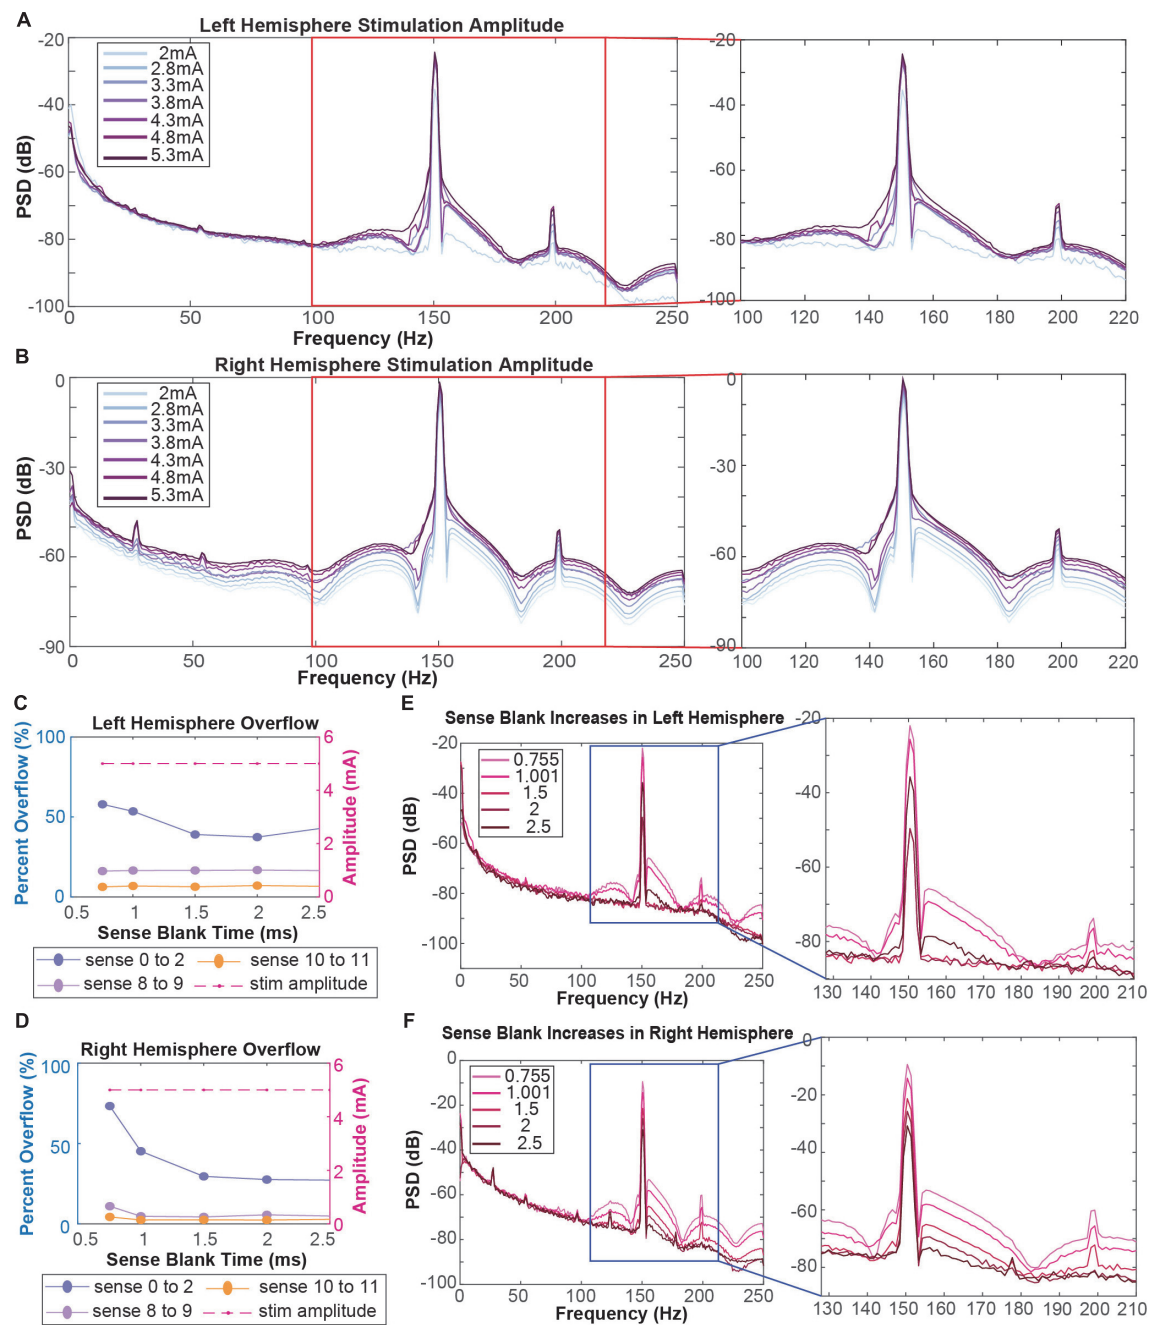 A
Left Hemisphere Stimulation Amplitude
-20
-40
-60
-80
-100
PSD (dB)
2mA
2.8mA
3.3mA
3.8mA
4.3mA
4.8mA
5.3mA
0 50 100 150 200 250
Frequency (Hz)
-20
-40
-60
-80
-100
100 120 140 160 180 200 220
B
Right Hemisphere Stimulation Amplitude
0
-30
-60
-90
PSD (dB)
2mA
2.8mA
3.3mA
3.8mA
4.3mA
4.8mA
5.3mA
0 50 100 150 200 250
Frequency (Hz)
0
-30
-60
-90
100 120 140 160 180 200 220
C
Left Hemisphere Overflow
100
50
0
Percent Overflow (%)
6
4
2
0
Amplitude (mA)
0.5 1 1.5 2 2.5
Sense Blank Time (ms)
sense 0 to 2 sense 10 to 11
sense 8 to 9 stim amplitude
D
Right Hemisphere Overflow
100
50
0
Percent Overflow (%)
6
4
2
0
Amplitude (mA)
0.5 1 1.5 2 2.5
Sense Blank Time (ms)
sense 0 to 2 sense 10 to 11
sense 8 to 9 stim amplitude
E
Sense Blank Increases in Left Hemisphere
-20
-40
-60
-80
-100
PSD (dB)
0.755
1.001
1.5
2
2.5
0 50 100 150 200 250
Frequency (Hz)
-20
-40
-60
-80
130 140 150 160 170 180 190 200 210
F
Sense Blank Increases in Right Hemisphere
0
-20
-40
-60
-80
-100
PSD (dB)
0.755
1.001
1.5
2
2.5
0 50 100 150 200 250
Frequency (Hz)
0
-20
-40
-60
-80
130 140 150 160 170 180 190 200 210